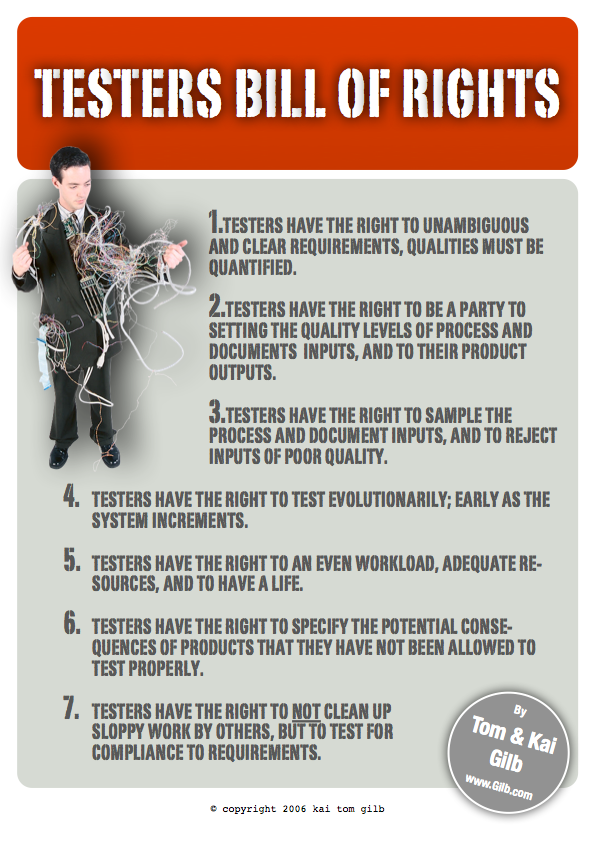 TESTERS BILL OF RIGHTS
1.TESTERS HAVE THE RIGHT TO UNAMBIGUOUS
AND CLEAR REQUIREMENTS, QUALITIES MUST BE
QUANTIFIED.
2.TESTERS HAVE THE RIGHT TO BE A PARTY TO
SETTING THE QUALITY LEVELS OF PROCESS AND
DOCUMENTS INPUTS, AND TO THEIR PRODUCT
OUTPUTS.
3.TESTERS HAVE THE RIGHT TO SAMPLE THE
PROCESS AND DOCUMENT INPUTS, AND TO REJECT
INPUTS OF POOR QUALITY.
4. TESTERS HAVE THE RIGHT TO TEST EVOLUTIONARILY; EARLY AS THE
SYSTEM INCREMENTS.
5. TESTERS HAVE THE RIGHT TO AN EVEN WORKLOAD, ADEQUATE RE-
SOURCES, AND TO HAVE A LIFE.
6. TESTERS HAVE THE RIGHT TO SPECIFY THE POTENTIAL CONSE-
QUENCES OF PRODUCTS THAT THEY HAVE NOT BEEN ALLOWED TO
TEST PROPERLY.
7. TESTERS HAVE THE RIGHT TO NOT CLEAN UP
SLOPPY WORK BY OTHERS, BUT TO TEST FOR
COMPLIANCE TO REQUIREMENTS.
By
Tom & Kai
Gilb
www.Gilb.com
© copyright 2006 kai tom gilb